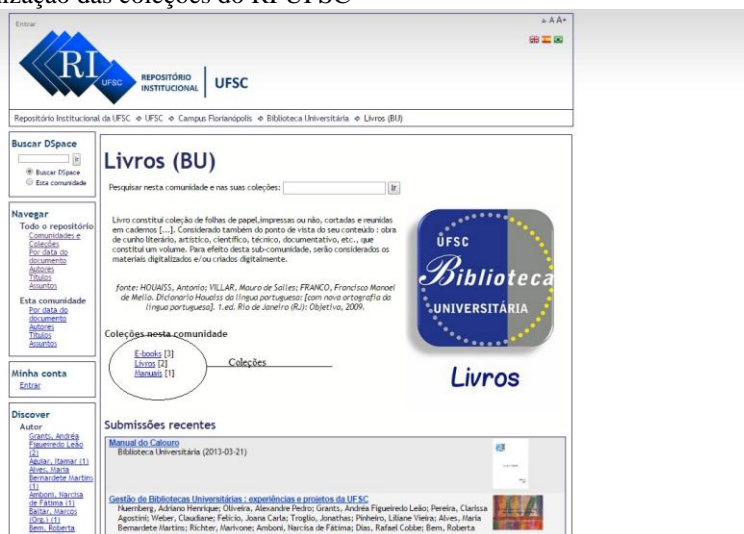 nização das coleções do RI UFSC
Entrar
a- A A+
RI
UFSC
REPOSITÓRIO
INSTITUCIONAL
UFSC
Repositório Institucional da UFSC UFSC Campus Florianópolis Biblioteca Universitária Livros (BU)
Buscar DSpace
Ir
Buscar DSpace
Esta comunidade
Navegar
Todo o repositório
Comunidades e
Coleções
Por data do
documento
Autores
Títulos
Assuntos
Esta comunidade
Por data do
documento
Autores
Títulos
Assuntos
Minha conta
Entrar
Discover
Autor
Grants, Andréa
Figueiredo Leão
(2)
Aguiar, Itamar (1)
Alves, Maria
Bernardete Martins
(1)
Amboni, Narcisa
de Fátima (1)
Baltar, Marcos
(Org.) (1)
Bem, Roberta
Livros (BU)
Pesquisar nesta comunidade e nas suas coleções:
Ir
Livro constitui coleção de folhas de papel,impressas ou não, cortadas e reunidas
em cadernos [...]. Considerado também do ponto de vista do seu conteúdo : obra
de cunho literário, artístico, científico, técnico, documentativo, etc., que
constitui um volume. Para efeito desta sub-comunidade, serão considerados os
materiais digitalizados e/ou criados digitalmente.
fonte: HOUAISS, Antonio; VILLAR, Mauro de Salles; FRANCO, Francisco Manoel
de Mello. Dicionario Houaiss da língua portuguesa: [com nova ortografia da
língua portuguesa]. 1.ed. Rio de Janeiro (RJ): Objetiva, 2009.
UFSC
Biblioteca
UNIVERSITÁRIA
Livros
Coleções nesta comunidade
E-books [3]
Livros [2]
Manuais [1]
Coleções
Submissões recentes
Manual do Calouro
Biblioteca Universitária (2013-03-21)
Gestão de Bibliotecas Universitárias : experiências e projetos da UFSC
Nuernberg, Adriano Henrique; Oliveira, Alexandre Pedro; Grants, Andréa Figueiredo Leão; Pereira, Clarissa
Agostini; Weber, Claudiane; Felício, Joana Carla; Troglio, Jonathas; Pinheiro, Liliane Vieira; Alves, Maria
Bernardete Martins; Richter, Marivone; Amboni, Narcisa de Fátima; Dias, Rafael Cobbe; Bem, Roberta